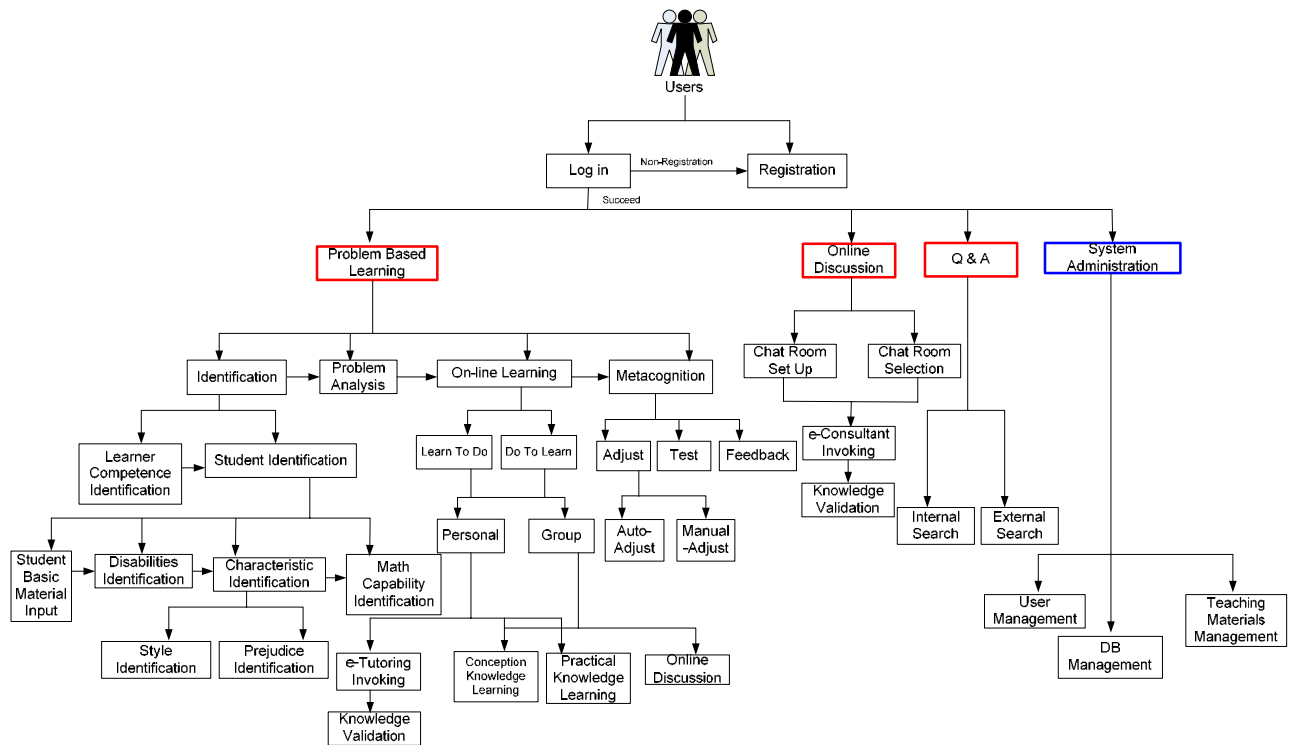 Users
Non-Registration
Log in
Registration
Succeed
Problem Based
Learning
Online
Discussion
Q & A
System
Administration
Identification
Problem
Analysis
On-line Learning
Metacognition
Chat Room
Set Up
Chat Room
Selection
Learner
Competence
Identification
Student Identification
Learn To Do
Do To Learn
Adjust
Test
Feedback
e-Consultant
Invoking
Knowledge
Validation
Internal
Search
External
Search
Student
Basic
Material
Input
Disabilities
Identification
Characteristic
Identification
Math
Capability
Identification
Personal
Group
Auto-
Adjust
Manual
-Adjust
User
Management
DB
Management
Teaching
Materials
Management
Style
Identification
Prejudice
Identification
e-Tutoring
Invoking
Conception
Knowledge
Learning
Practical
Knowledge
Learning
Online
Discussion
Knowledge
Validation